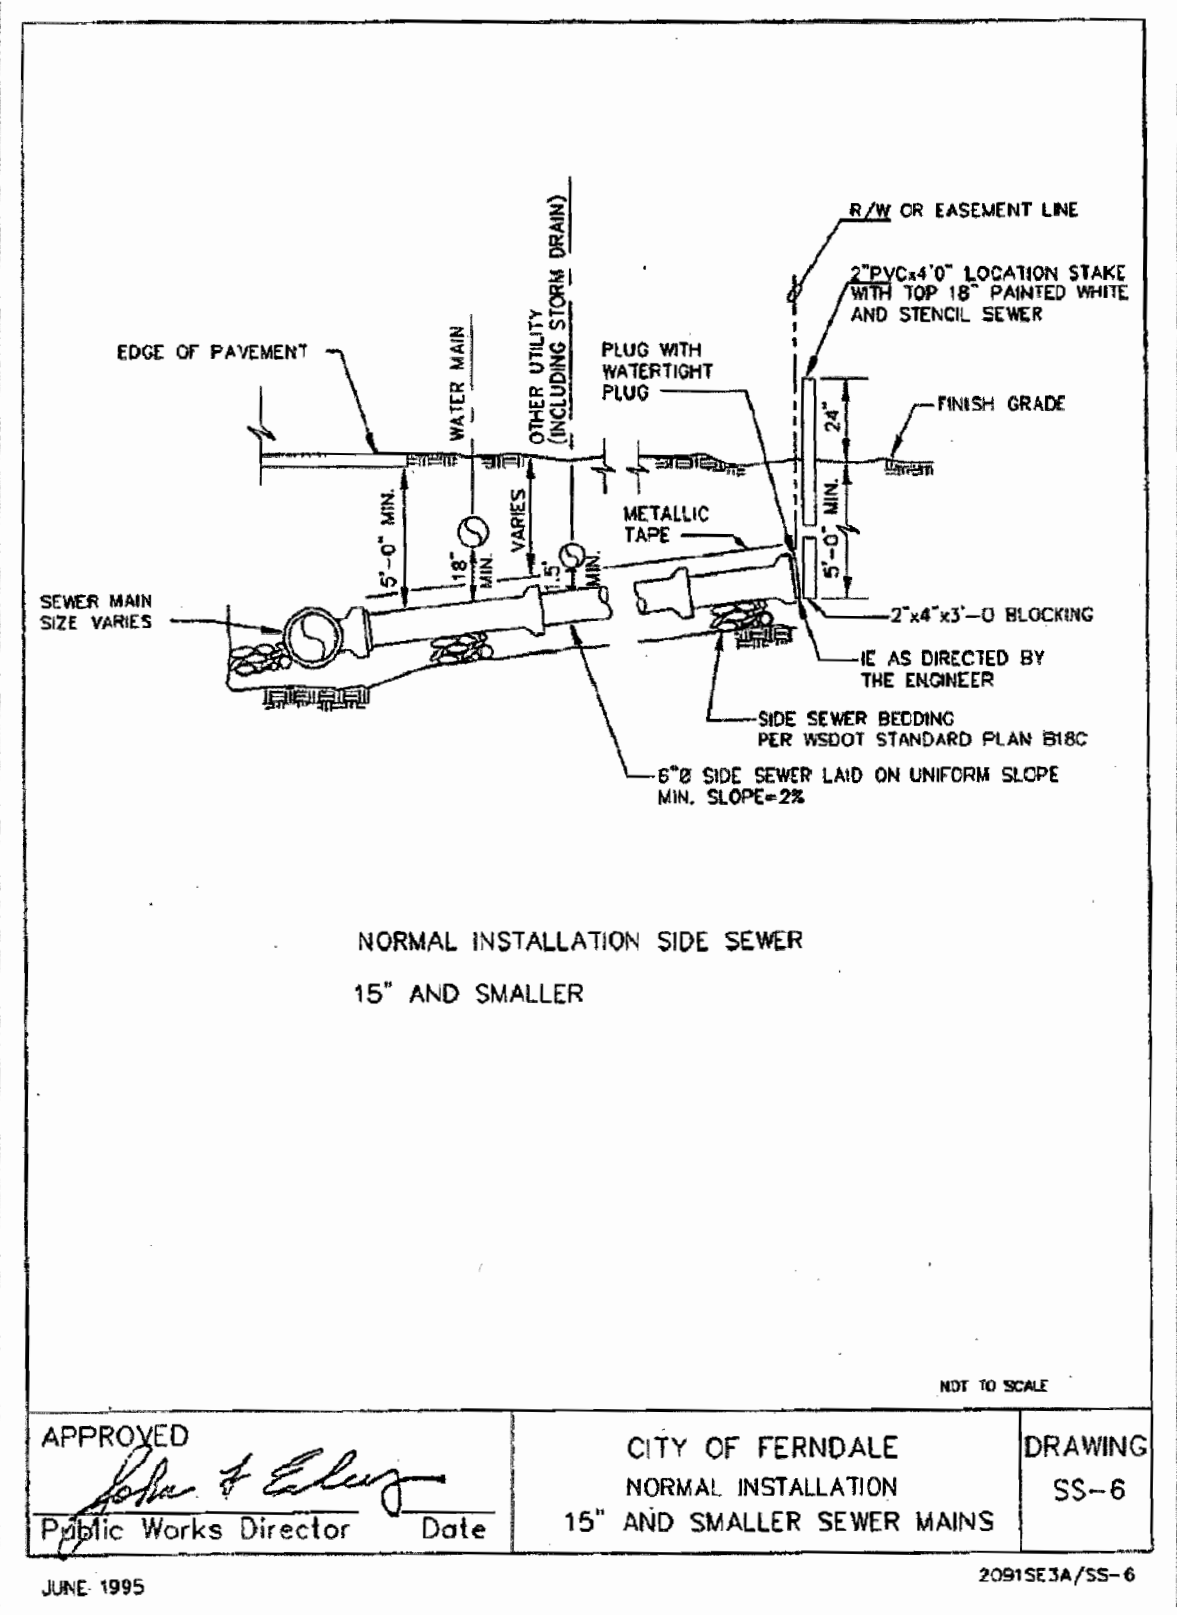 R/W OR EASEMENT LINE
2"PVCx4'0" LOCATION STAKE
WITH TOP 18" PAINTED WHITE
AND STENCIL SEWER
EDGE OF PAVEMENT
WATER MAIN
OTHER UTILITY
(INCLUDING STORM DRAIN)
PLUG WITH
WATERTIGHT
PLUG
24"
FINISH GRADE
5'-0" MIN.
18"
MIN.
VARIES
MIN.
METALLIC
TAPE
5'-0" MIN.
SEWER MAIN
SIZE VARIES
2"x4"x3'-0 BLOCKING
IE AS DIRECTED BY
THE ENGINEER
SIDE SEWER BEDDING
PER WSDOT STANDARD PLAN B18C
6"Ø SIDE SEWER LAID ON UNIFORM SLOPE
MIN. SLOPE=2%
NORMAL INSTALLATION SIDE SEWER
15" AND SMALLER
NOT TO SCALE
APPROVED
Public Works Director Date
CITY OF FERNDALE
NORMAL INSTALLATION
15" AND SMALLER SEWER MAINS
DRAWING
SS-6
JUNE 1995
2091SE3A/SS-6